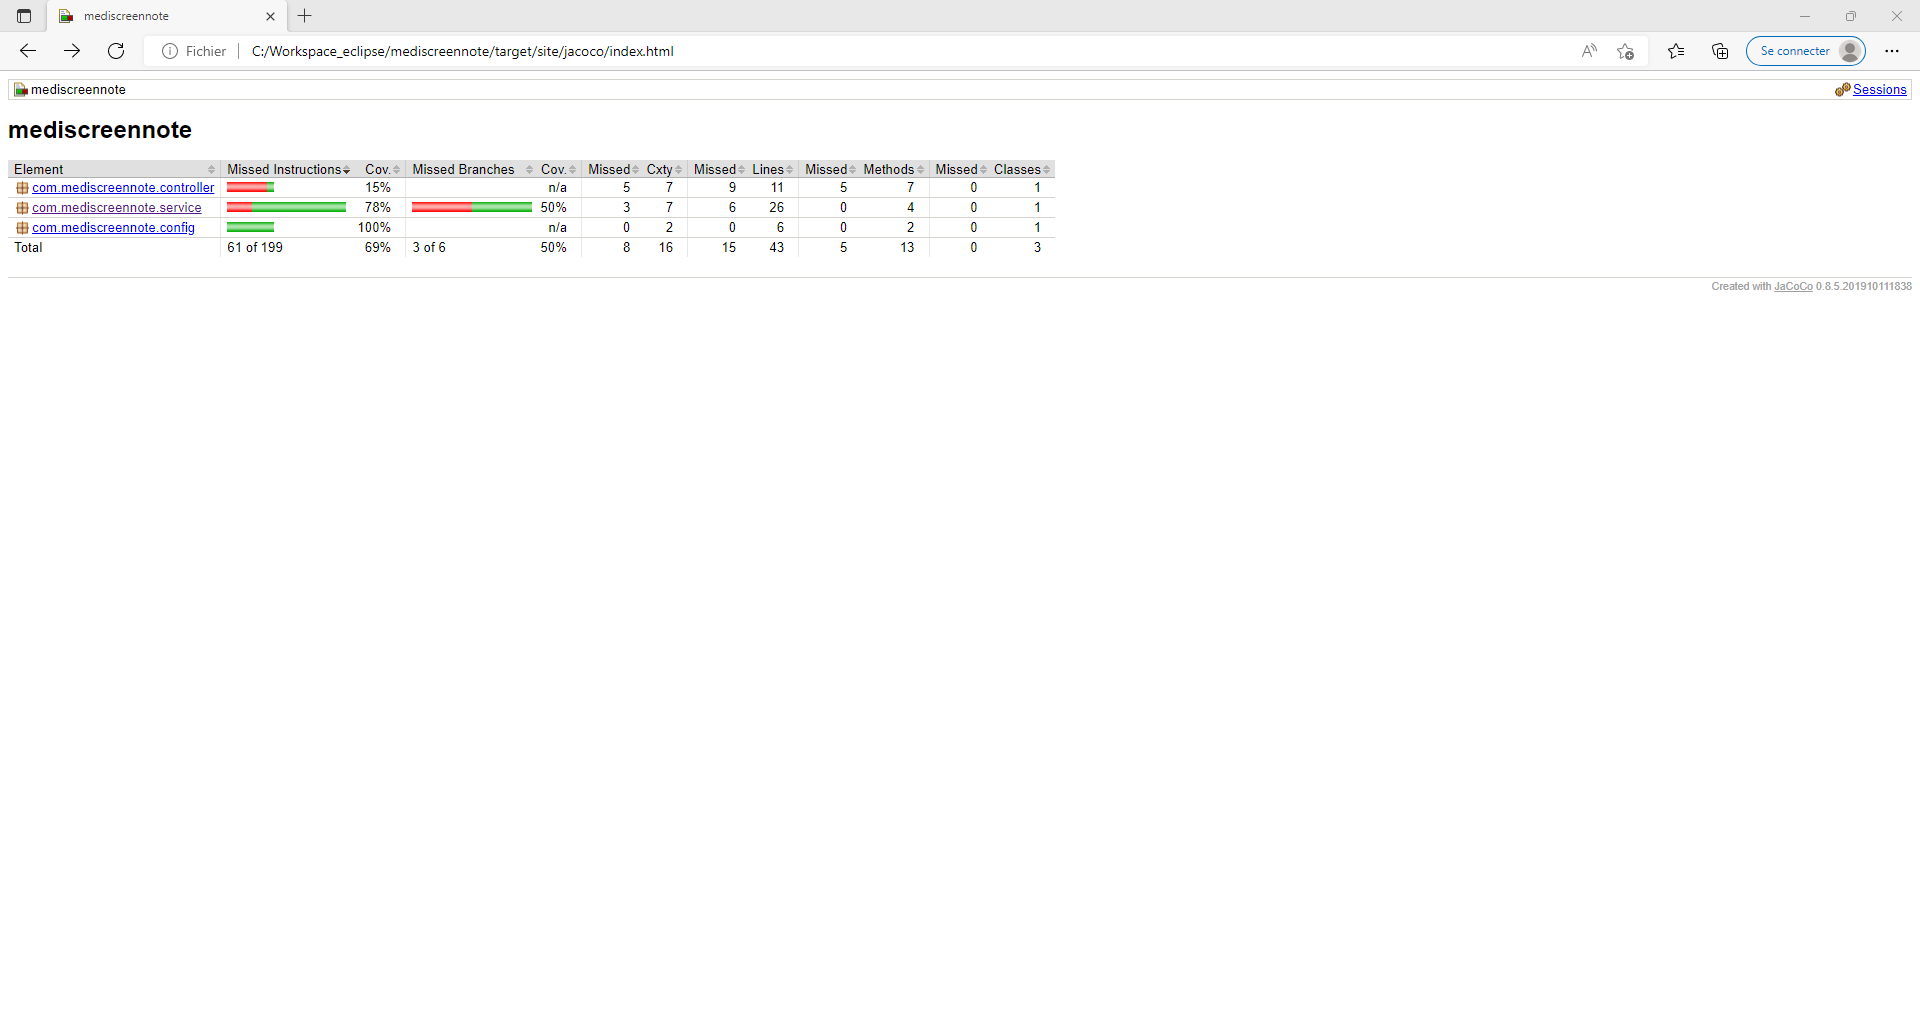 mediscreennote
Fichier C:/Workspace_eclipse/mediscreennote/target/site/jacoco/index.html A Se connecter
mediscreennote Sessions
mediscreennote
Element Missed Instructions Cov. Missed Branches Cov. Missed Cxty Missed Lines Missed Methods Missed Classes
com.mediscreennote.controller 15% n/a 5 7 9 11 5 7 0 1
com.mediscreennote.service 78% 50% 3 7 6 26 0 4 0 1
com.mediscreennote.config 100% n/a 0 2 0 6 0 2 0 1
Total 61 of 199 69% 3 of 6 50% 8 16 15 43 5 13 0 3
Created with JaCoCo 0.8.5.201910111838